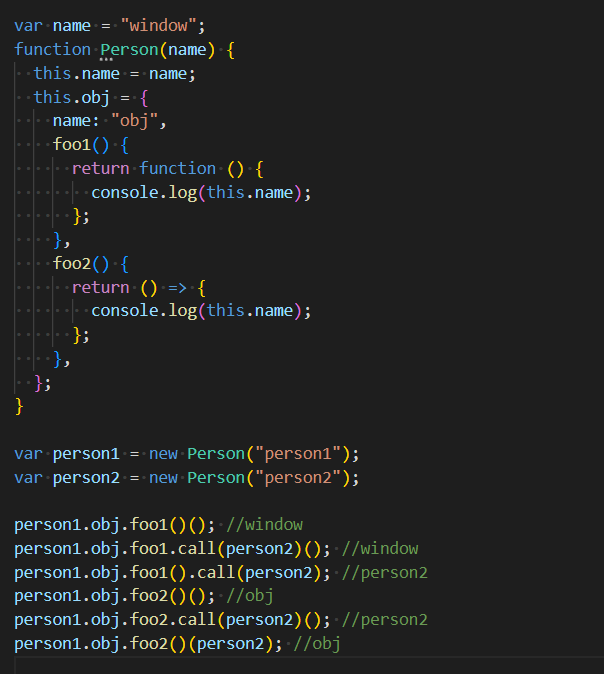 var name = "window";
function Person(name) {
  this.name = name;
  this.obj = {
    name: "obj",
    foo1() {
      return function () {
        console.log(this.name);
      };
    },
    foo2() {
      return () => {
        console.log(this.name);
      };
    },
  };
}

var person1 = new Person("person1");
var person2 = new Person("person2");

person1.obj.foo1()(); //window
person1.obj.foo1.call(person2)(); //window
person1.obj.foo1().call(person2); //person2
person1.obj.foo2()(); //obj
person1.obj.foo2.call(person2)(); //person2
person1.obj.foo2()(person2); //obj